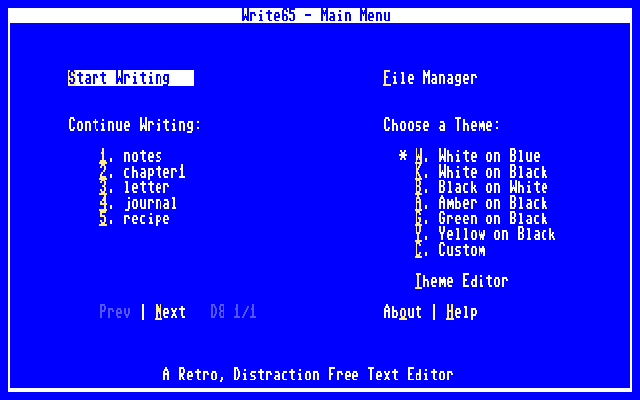 Write65 - Main Menu
Start Writing
File Manager
Continue Writing:
Choose a Theme:
1. notes
* W. White on Blue
2. chapter1
K. White on Black
3. letter
B. Black on White
4. journal
A. Amber on Black
5. recipe
G. Green on Black
Y. Yellow on Black
C. Custom
Theme Editor
Prev | Next D8 1/1
About | Help
A Retro, Distraction Free Text Editor